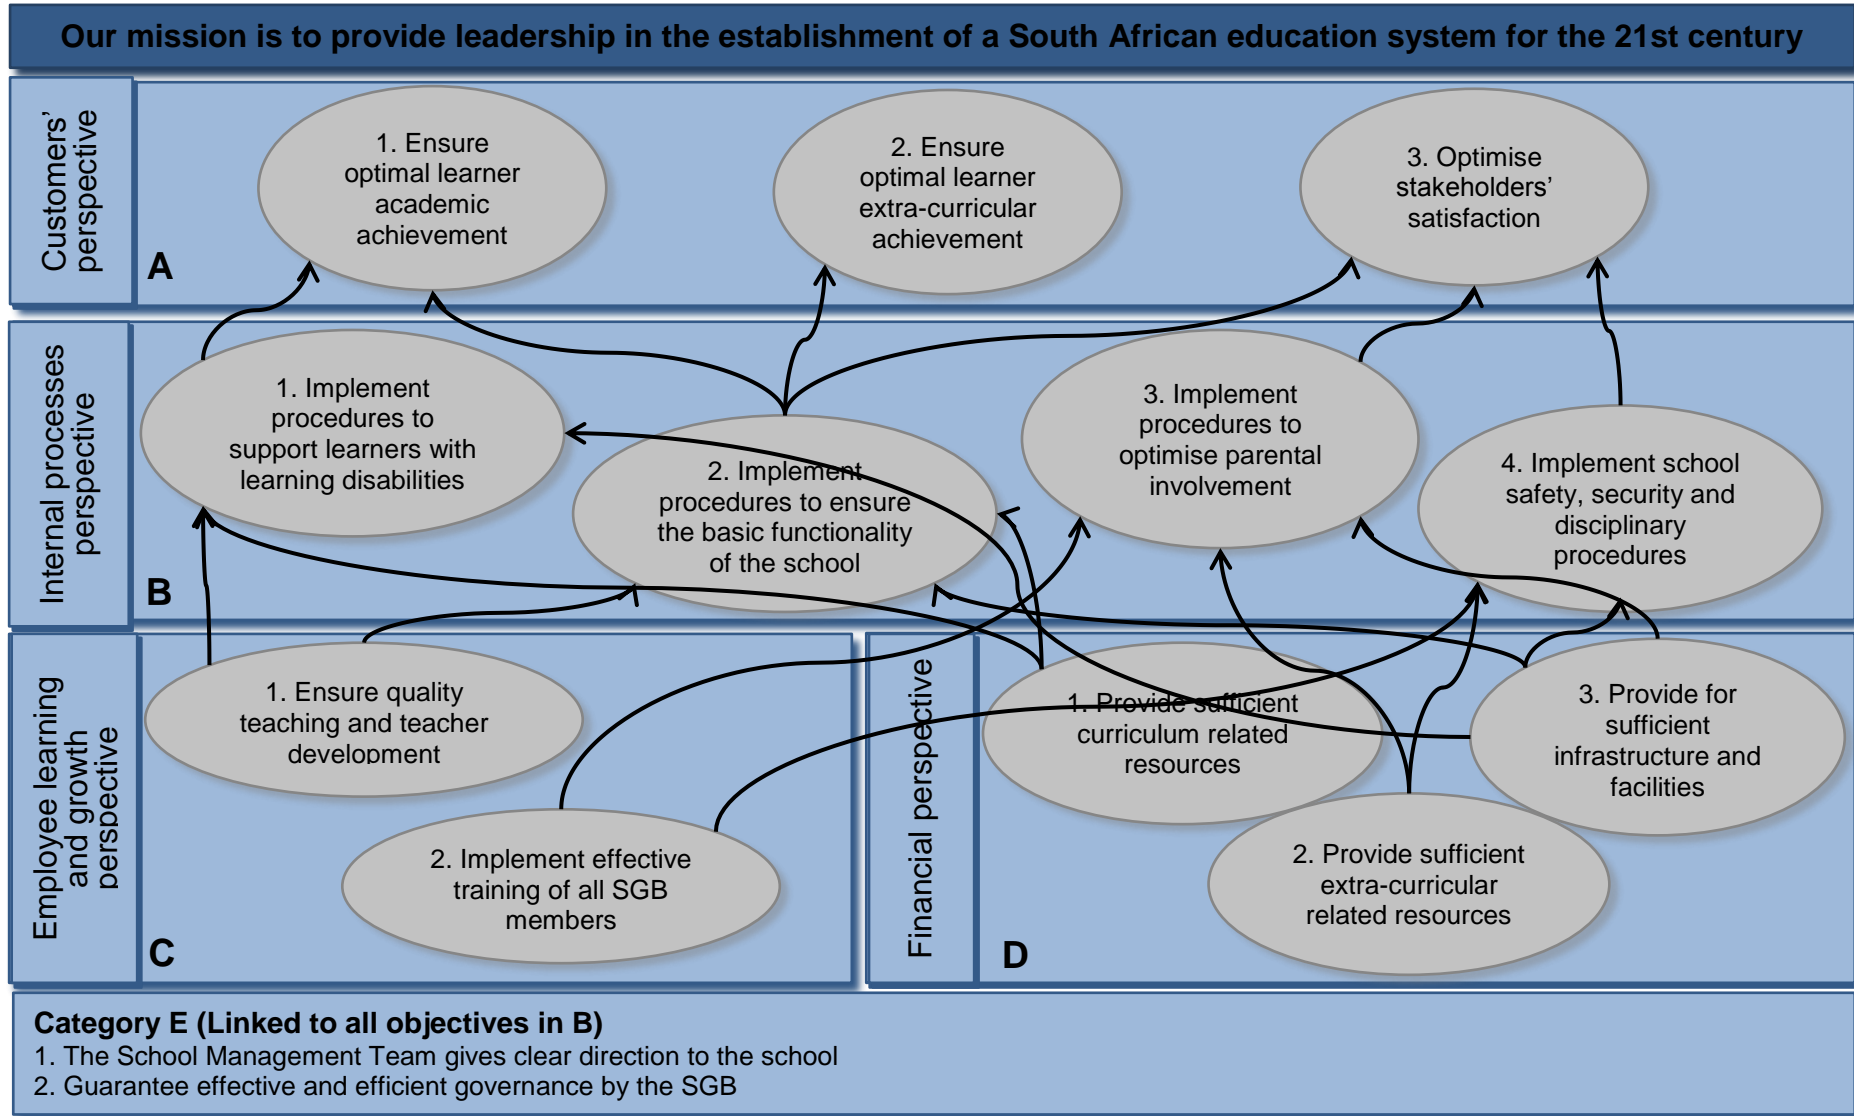 Our mission is to provide leadership in the establishment of a South African education system for the 21st century
Customers'
perspective
A
1. Ensure
optimal learner
academic
achievement
2. Ensure
optimal learner
extra-curricular
achievement
3. Optimise
stakeholders'
satisfaction
Internal processes
perspective
B
1. Implement
procedures to
support learners with
learning disabilities
2. Implement
procedures to ensure
the basic functionality
of the school
3. Implement
procedures to
optimise parental
involvement
4. Implement school
safety, security and
disciplinary
procedures
Employee learning
and growth
perspective
C
1. Ensure quality
teaching and teacher
development
2. Implement effective
training of all SGB
members
Financial perspective
D
1. Provide sufficient
curriculum related
resources
2. Provide sufficient
extra-curricular
related resources
3. Provide for
sufficient
infrastructure and
facilities
Category E (Linked to all objectives in B)
1. The School Management Team gives clear direction to the school
2. Guarantee effective and efficient governance by the SGB